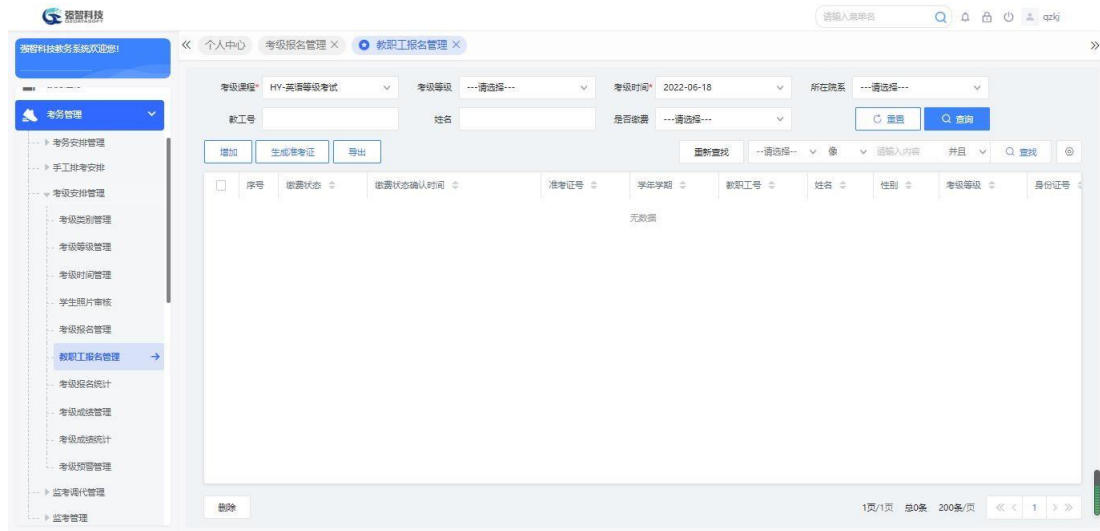 强智科技
QZDATASOFT
请输入菜单名
qzkj
强智科技教务系统欢迎您!
个人中心 考级报名管理 教职工报名管理
考务管理
考务安排管理
手工排考安排
考级安排管理
考级类别管理
考级等级管理
考级时间管理
学生照片审核
考级报名管理
教职工报名管理
考级报名统计
考级成绩管理
考级成绩统计
考级预警管理
监考调代管理
监考管理
考级课程* HY-英语等级考试 考级等级 ---请选择--- 考级时间* 2022-06-18 所在院系 ---请选择---
教工号 姓名 是否缴费 ---请选择--- 重置 查询
增加 生成准考证 导出 重新查找 --请选择-- 像 请输入内容 并且 查找
序号 缴费状态 缴费状态确认时间 准考证号 学年学期 教职工号 姓名 性别 考级等级 身份证号
无数据
删除 1页/1页 总0条 200条/页 1